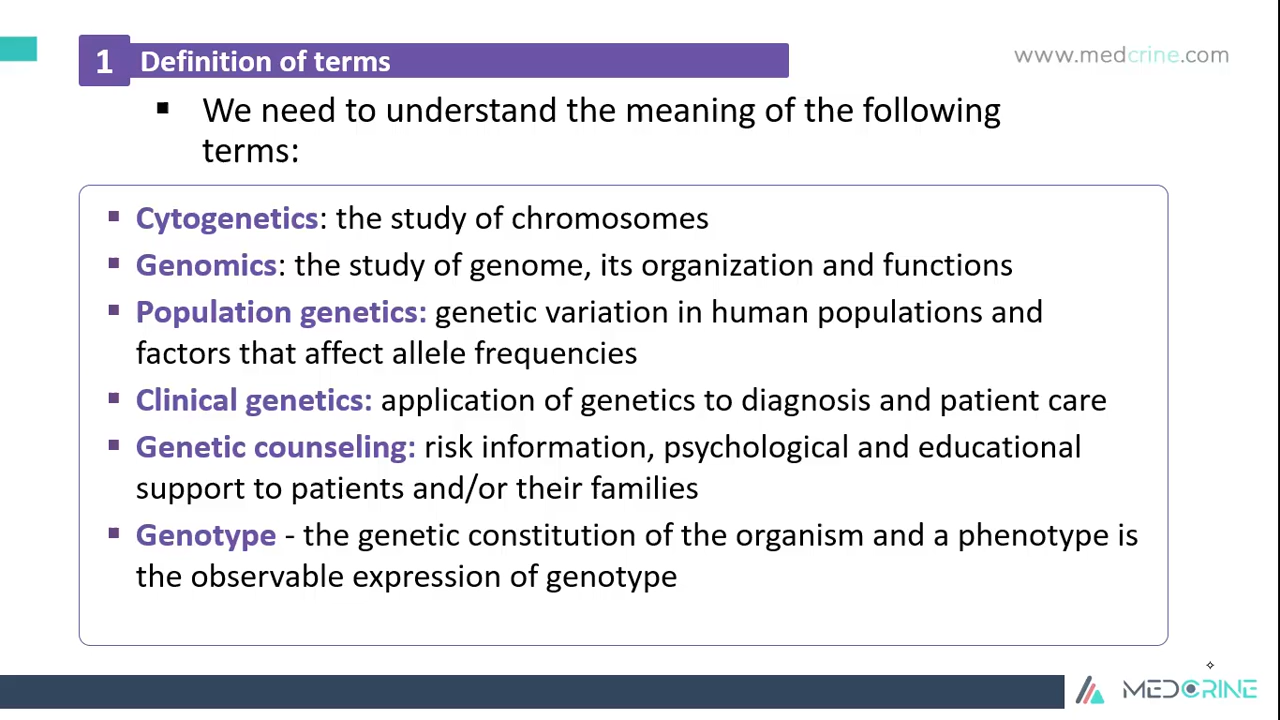 1 Definition of terms
www.medcrine.com
▪ We need to understand the meaning of the following
terms:
▪ Cytogenetics: the study of chromosomes
▪ Genomics: the study of genome, its organization and functions
▪ Population genetics: genetic variation in human populations and
factors that affect allele frequencies
▪ Clinical genetics: application of genetics to diagnosis and patient care
▪ Genetic counseling: risk information, psychological and educational
support to patients and/or their families
▪ Genotype - the genetic constitution of the organism and a phenotype is
the observable expression of genotype
MEDCRINE